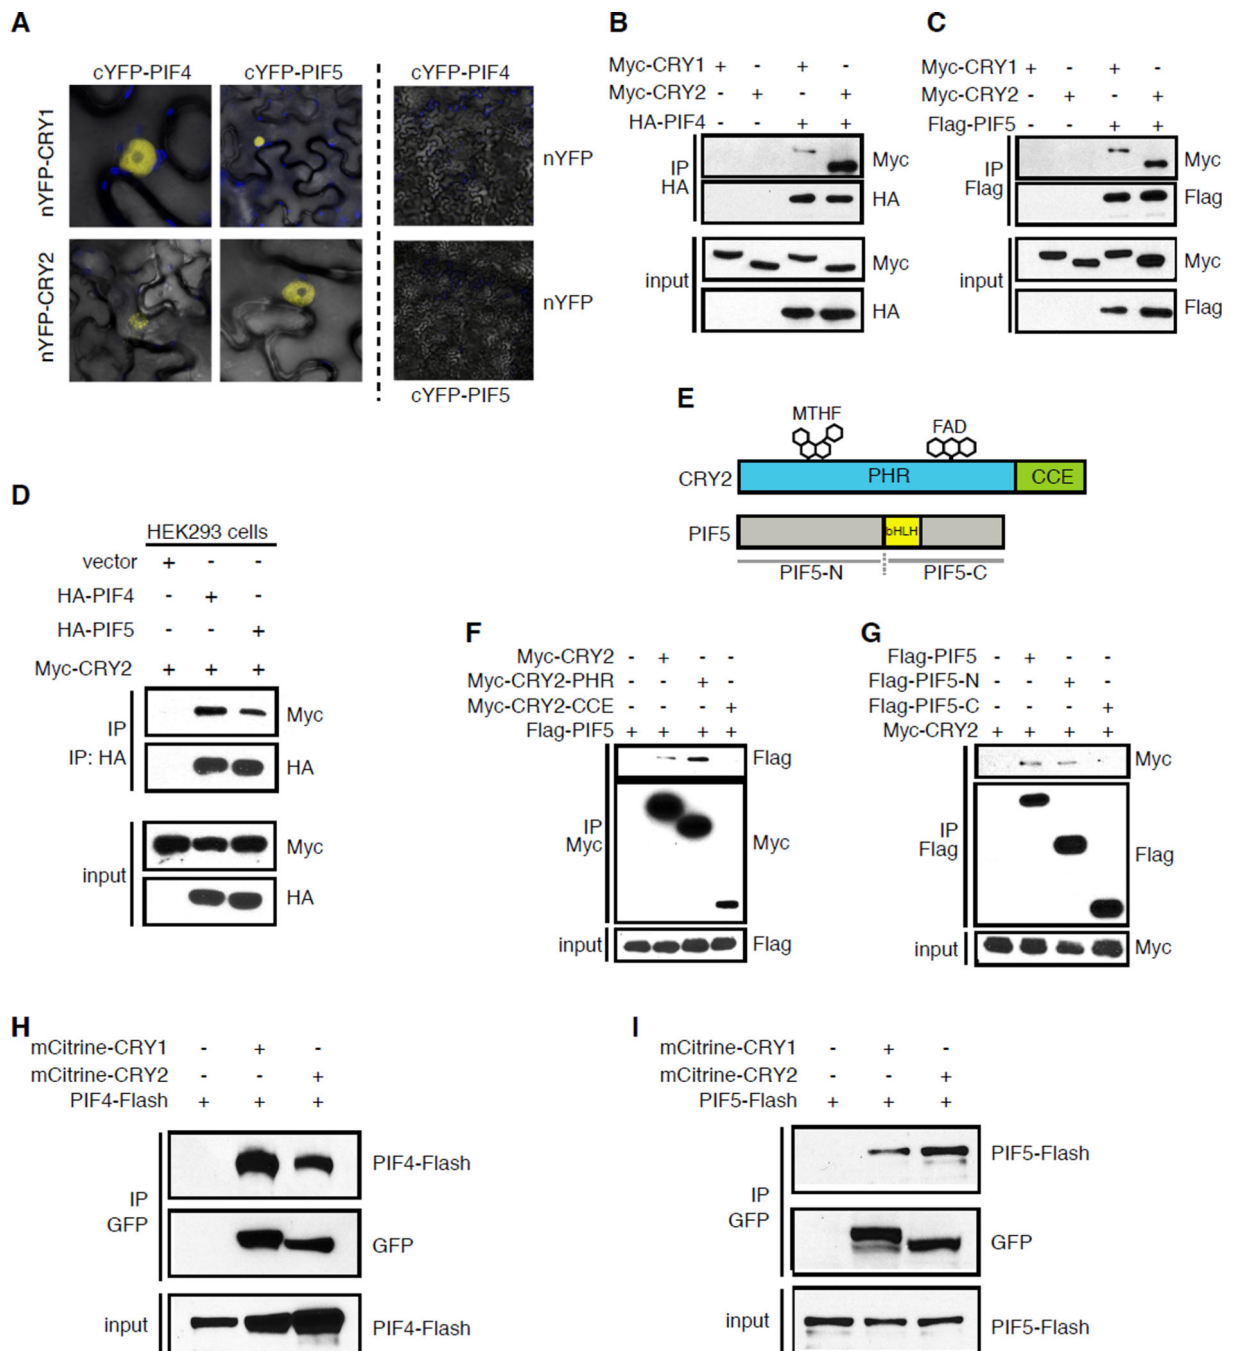 A
cYFP-PIF4 cYFP-PIF5 cYFP-PIF4
nYFP-CRY1
nYFP
nYFP-CRY2
nYFP
cYFP-PIF5
B
Myc-CRY1 + - + -
Myc-CRY2 - + - +
HA-PIF4 - - + +
IP
HA
Myc
HA
input
Myc
HA
C
Myc-CRY1 + - + -
Myc-CRY2 - + - +
Flag-PIF5 - - + +
IP
Flag
Myc
Flag
input
Myc
Flag
D
HEK293 cells
vector + - -
HA-PIF4 - + -
HA-PIF5 - - +
Myc-CRY2 + + +
IP
IP: HA
Myc
HA
input
Myc
HA
E
MTHF FAD
CRY2 PHR CCE
PIF5 bHLH
PIF5-N PIF5-C
F
Myc-CRY2 - + - -
Myc-CRY2-PHR - - + -
Myc-CRY2-CCE - - - +
Flag-PIF5 + + + +
Flag
IP
Myc
Myc
input Flag
G
Flag-PIF5 - + - -
Flag-PIF5-N - - + -
Flag-PIF5-C - - - +
Myc-CRY2 + + + +
Myc
IP
Flag
Flag
input Myc
H
mCitrine-CRY1 - + -
mCitrine-CRY2 - - +
PIF4-Flash + + +
PIF4-Flash
IP
GFP
GFP
input PIF4-Flash
I
mCitrine-CRY1 - + -
mCitrine-CRY2 - - +
PIF5-Flash + + +
PIF5-Flash
IP
GFP
GFP
input PIF5-Flash